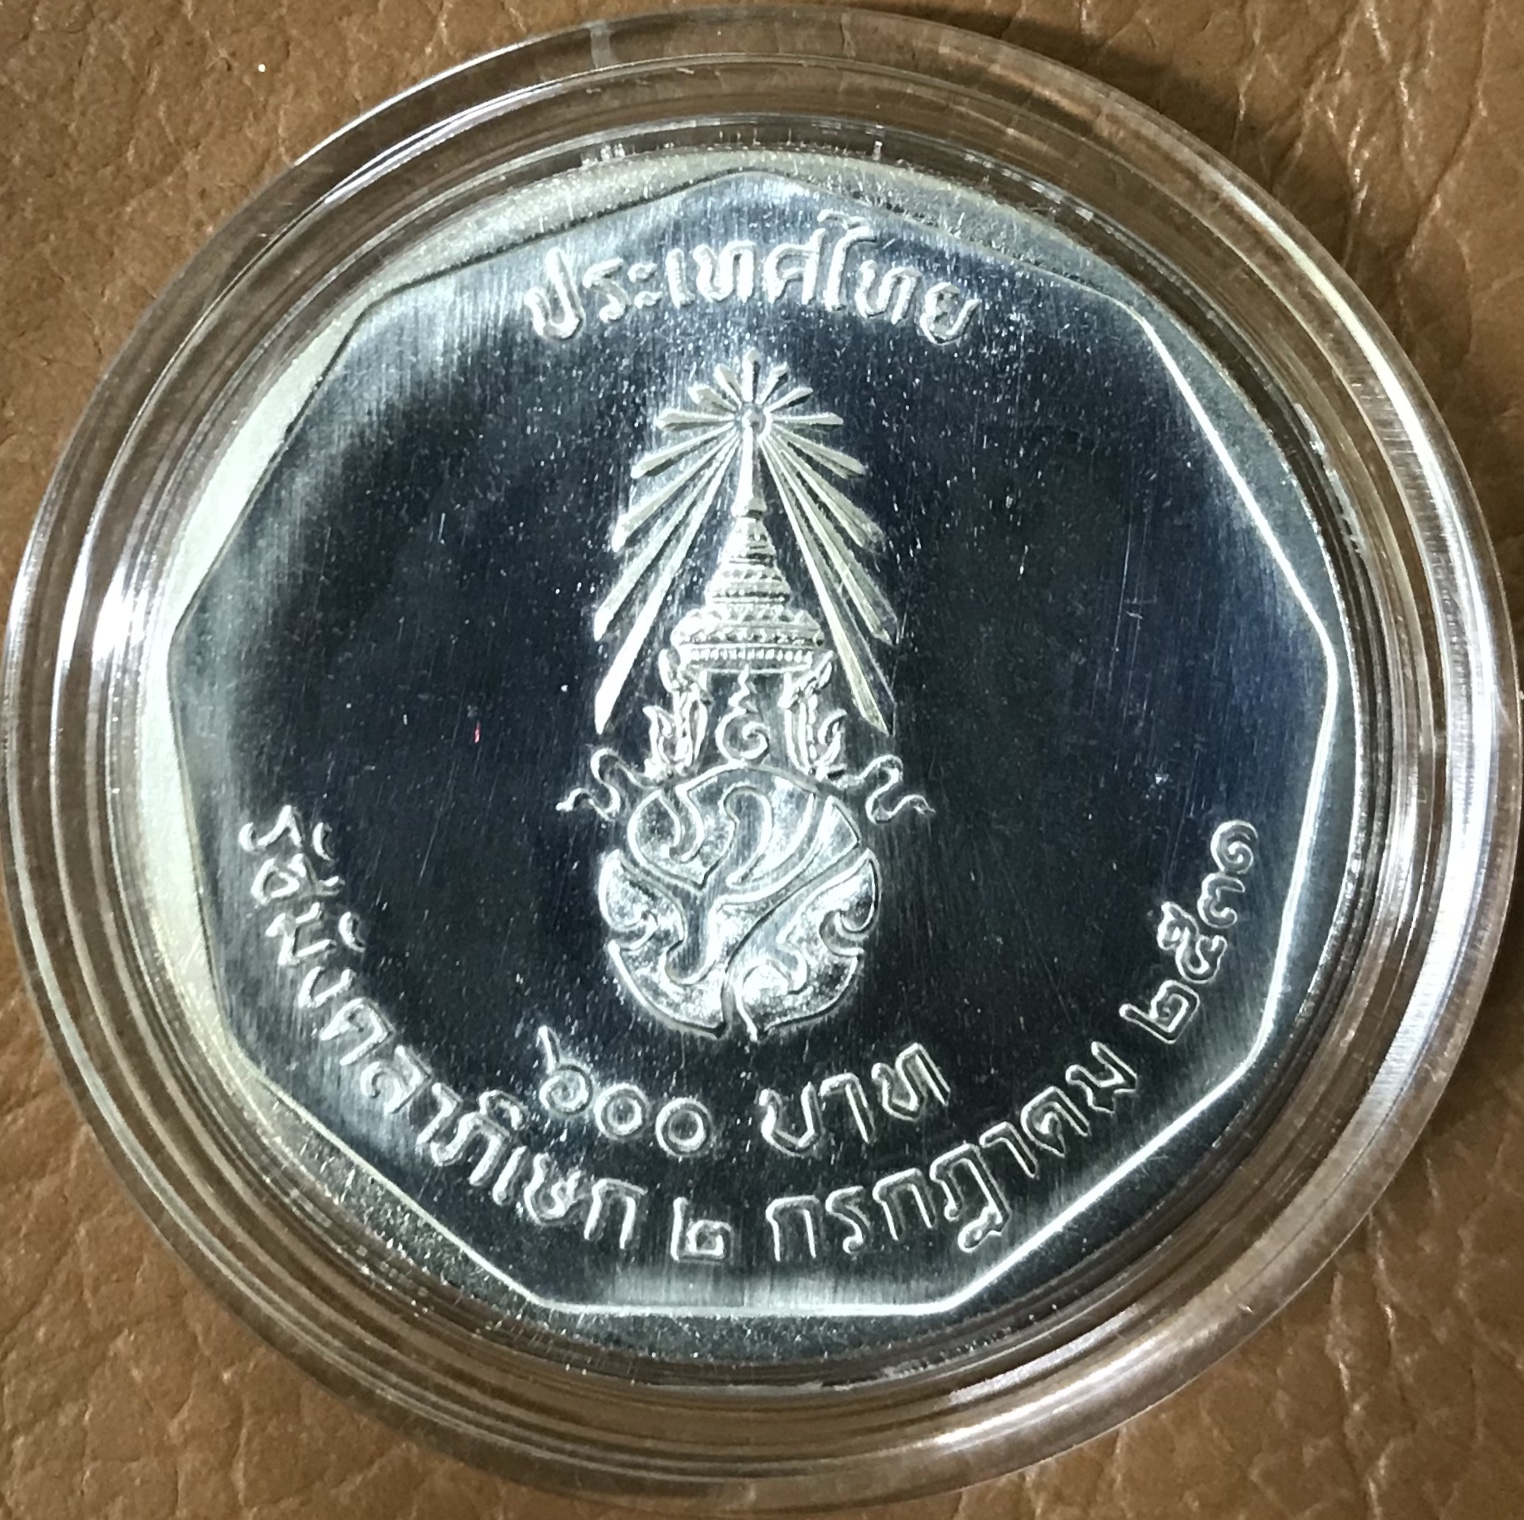 ประเทศไทย
๖๐๐ บาท
รัชมังคลาภิเษก ๒ กรกฎาคม ๒๕๓๑